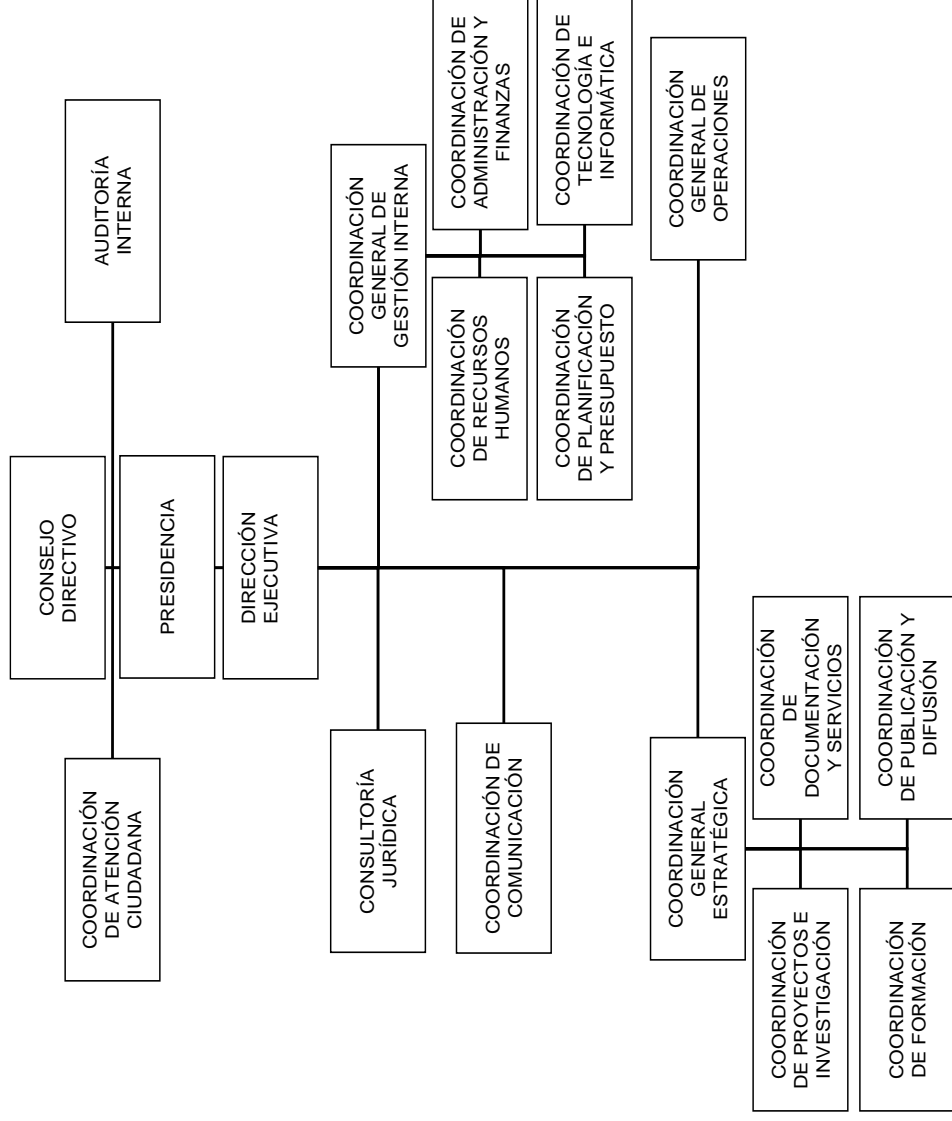 CONSEJO
DIRECTIVO
COORDINACIÓN
DE ATENCIÓN
CIUDADANA
AUDITORÍA
INTERNA
PRESIDENCIA
DIRECCIÓN
EJECUTIVA
CONSULTORÍA
JURÍDICA
COORDINACIÓN
GENERAL DE
GESTIÓN INTERNA
COORDINACIÓN DE
COMUNICACIÓN
COORDINACIÓN
DE RECURSOS
HUMANOS
COORDINACIÓN DE
ADMINISTRACIÓN Y
FINANZAS
COORDINACIÓN
DE PLANIFICACIÓN
Y PRESUPUESTO
COORDINACIÓN DE
TECNOLOGÍA E
INFORMÁTICA
COORDINACIÓN
GENERAL
ESTRATÉGICA
COORDINACIÓN
GENERAL DE
OPERACIONES
COORDINACIÓN
DE PROYECTOS E
INVESTIGACIÓN
COORDINACIÓN
DE
DOCUMENTACIÓN
Y SERVICIOS
COORDINACIÓN
DE FORMACIÓN
COORDINACIÓN
DE PUBLICACIÓN Y
DIFUSIÓN